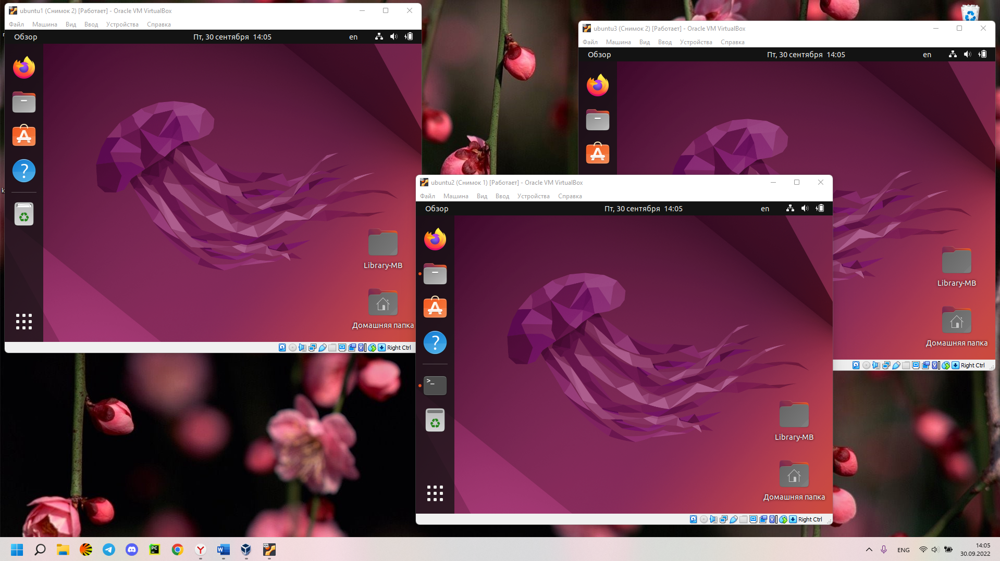 ubuntu1 (Снимок 2) [Работает] - Oracle VM VirtualBox
Файл Машина Вид Ввод Устройства Справка
Обзор Пт, 30 сентября 14:05 en
Library-MB
Домашняя папка
Right Ctrl
ubuntu3 (Снимок 2) [Работает] - Oracle VM VirtualBox
Файл Машина Вид Ввод Устройства Справка
Обзор Пт, 30 сентября 14:05 en
Library-MB
Домашняя папка
Right Ctrl
ubuntu2 (Снимок 1) [Работает] - Oracle VM VirtualBox
Файл Машина Вид Ввод Устройства Справка
Обзор Пт, 30 сентября 14:05 en
>_
Library-MB
Домашняя папка
Right Ctrl
PC W 64
ENG 14:05
30.09.2022